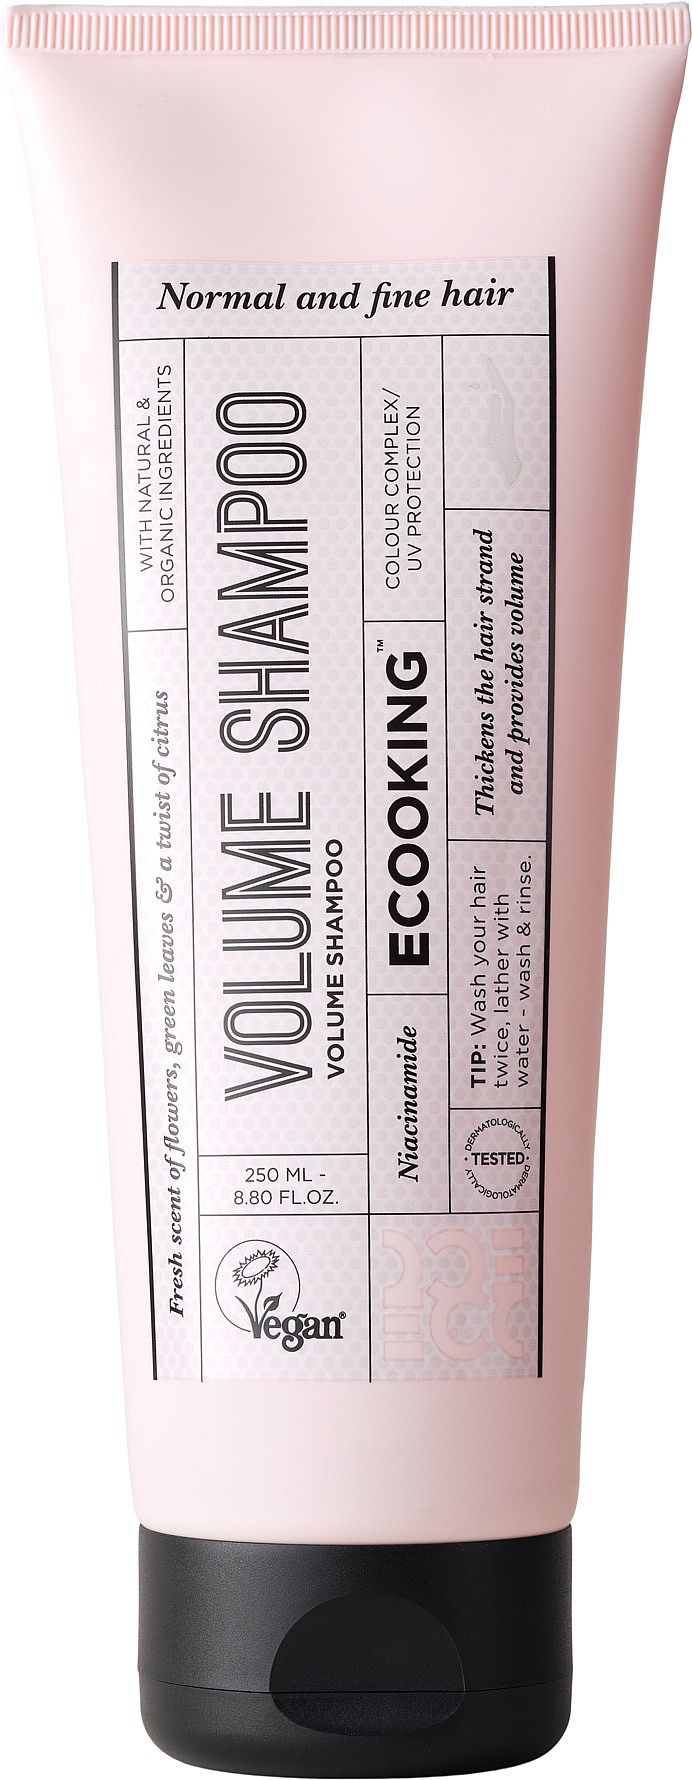 Normal and fine hair
WITH NATURAL &
ORGANIC INGREDIENTS
Fresh scent of flowers, green leaves & a twist of citrus
VOLUME SHAMPOO
VOLUME SHAMPOO
250 ML -
8.80 FL.OZ.
Vegan®
COLOUR COMPLEX/
UV PROTECTION
ECOOKING™
Niacinamide
Thickens the hair strand
and provides volume
TIP: Wash your hair
twice, lather with
water - wash & rinse.
DERMATOLOGICALLY
TESTED
DERMATOLOGICALLY